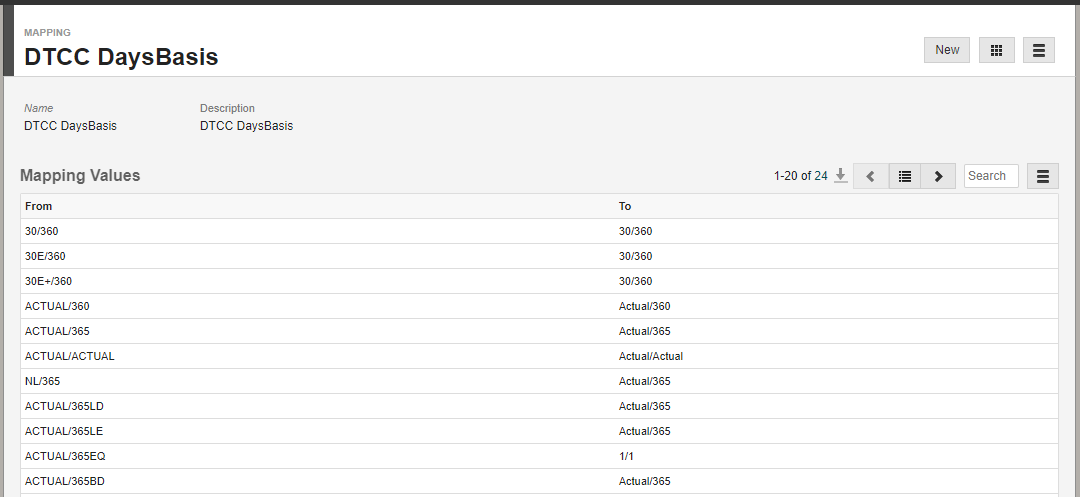 MAPPING
DTCC DaysBasis
New
Name Description
DTCC DaysBasis DTCC DaysBasis
Mapping Values 1-20 of 24 Search
From To
30/360 30/360
30E/360 30/360
30E+/360 30/360
ACTUAL/360 Actual/360
ACTUAL/365 Actual/365
ACTUAL/ACTUAL Actual/Actual
NL/365 Actual/365
ACTUAL/365LD Actual/365
ACTUAL/365LE Actual/365
ACTUAL/365EQ 1/1
ACTUAL/365BD Actual/365